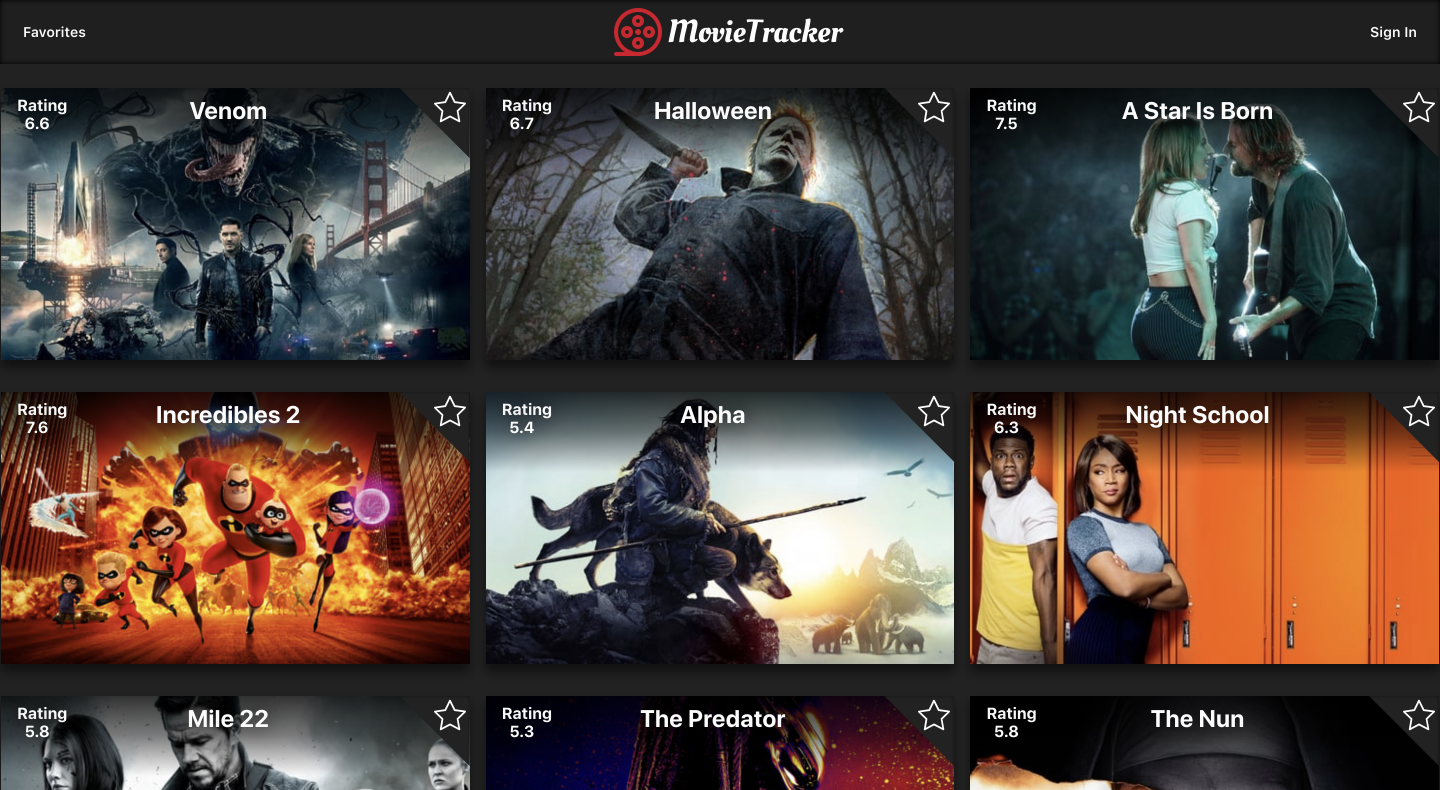 Favorites
MovieTracker
Sign In
Rating
6.6
Venom
Rating
6.7
Halloween
Rating
7.5
A Star Is Born
Rating
7.6
Incredibles 2
Rating
5.4
Alpha
Rating
6.3
Night School
Rating
5.8
Mile 22
Rating
5.3
The Predator
Rating
5.8
The Nun